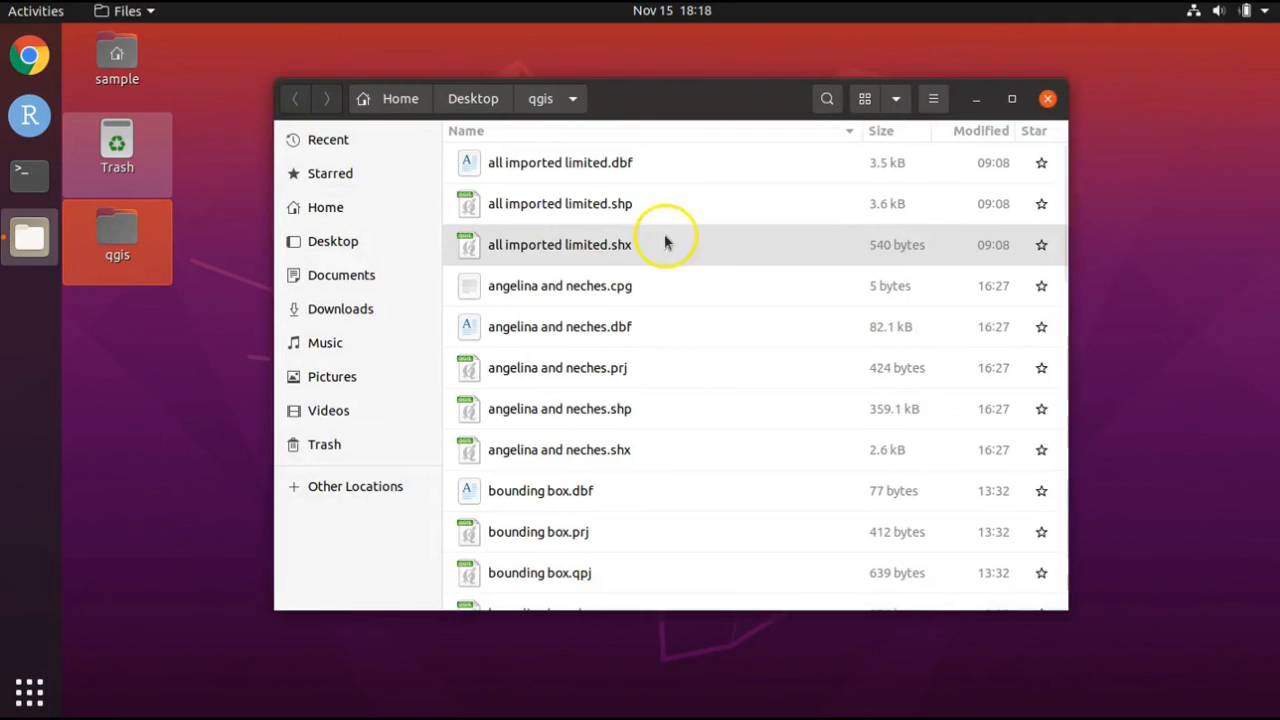 Activities Files Nov 15 18:18
sample
Trash
qgis
Home Desktop qgis
Recent
Starred
Home
Desktop
Documents
Downloads
Music
Pictures
Videos
Trash
Other Locations
Name Size Modified Star
all imported limited.dbf 3.5 kB 09:08
all imported limited.shp 3.6 kB 09:08
all imported limited.shx 540 bytes 09:08
angelina and neches.cpg 5 bytes 16:27
angelina and neches.dbf 82.1 kB 16:27
angelina and neches.prj 424 bytes 16:27
angelina and neches.shp 359.1 kB 16:27
angelina and neches.shx 2.6 kB 16:27
bounding box.dbf 77 bytes 13:32
bounding box.prj 412 bytes 13:32
bounding box.qpj 639 bytes 13:32